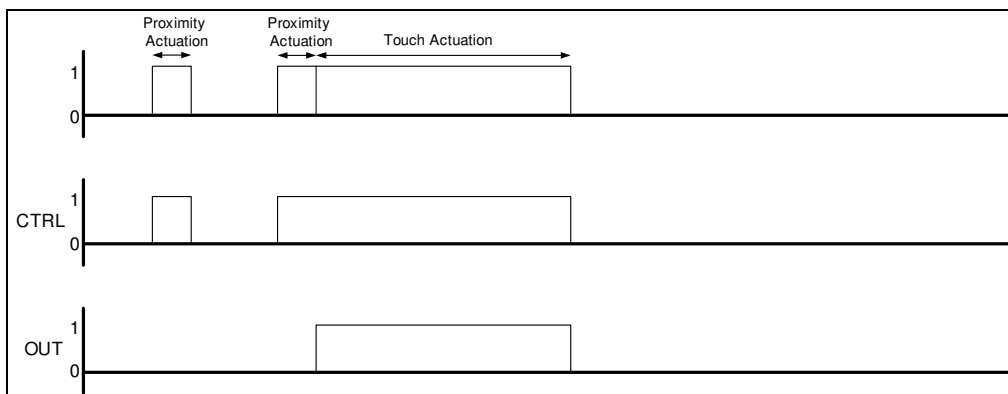 Proximity
Actuation
Proximity
Actuation
Touch Actuation
1
0
CTRL
1
0
OUT
1
0